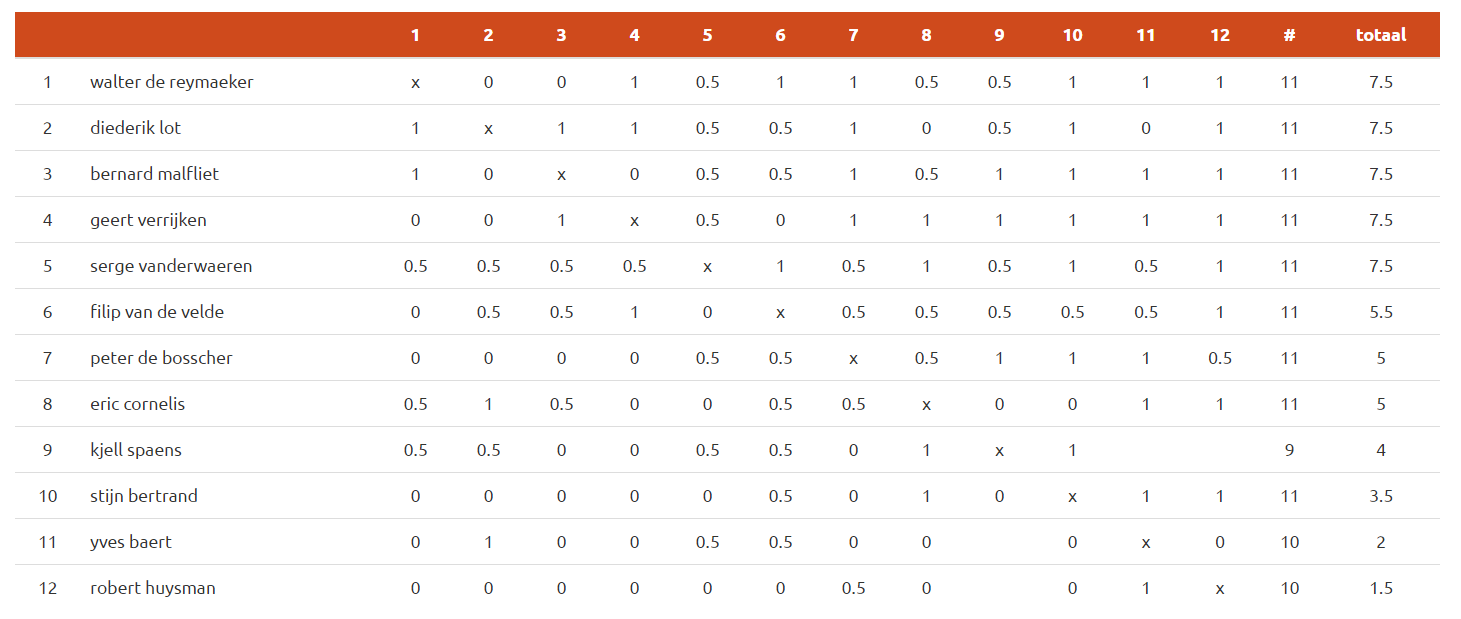 1 2 3 4 5 6 7 8 9 10 11 12 # totaal
1 walter de reymaeker x 0 0 1 0.5 1 1 0.5 0.5 1 1 1 11 7.5
2 diederik lot 1 x 1 1 0.5 0.5 1 0 0.5 1 0 1 11 7.5
3 bernard malfliet 1 0 x 0 0.5 0.5 1 0.5 1 1 1 1 11 7.5
4 geert verrijken 0 0 1 x 0.5 0 1 1 1 1 1 1 11 7.5
5 serge vanderwaeren 0.5 0.5 0.5 0.5 x 1 0.5 1 0.5 1 0.5 1 11 7.5
6 filip van de velde 0 0.5 0.5 1 0 x 0.5 0.5 0.5 0.5 0.5 1 11 5.5
7 peter de bosscher 0 0 0 0 0.5 0.5 x 0.5 1 1 1 0.5 11 5
8 eric cornelis 0.5 1 0.5 0 0 0.5 0.5 x 0 0 1 1 11 5
9 kjell spaens 0.5 0.5 0 0 0.5 0.5 0 1 x 1 9 4
10 stijn bertrand 0 0 0 0 0 0.5 0 1 0 x 1 1 11 3.5
11 yves baert 0 1 0 0 0.5 0.5 0 0 0 x 0 10 2
12 robert huysman 0 0 0 0 0 0 0.5 0 0 1 x 10 1.5